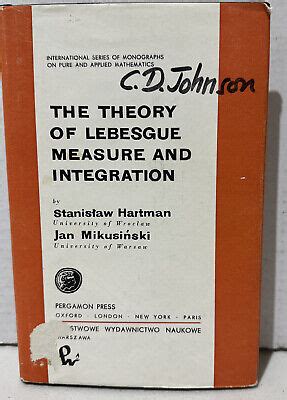 INTERNATIONAL SERIES OF MONOGRAPHS
ON PURE AND APPLIED MATHEMATICS
C.D. Johnson
THE THEORY
OF LEBESGUE
MEASURE AND
INTEGRATION
by
Stanisław Hartman
University of Wrocław
Jan Mikusiński
University of Warsaw
PERGAMON PRESS
OXFORD · LONDON · NEW YORK · PARIS
STWOWE WYDAWNICTWO NAUKOWE
WARSZAWA